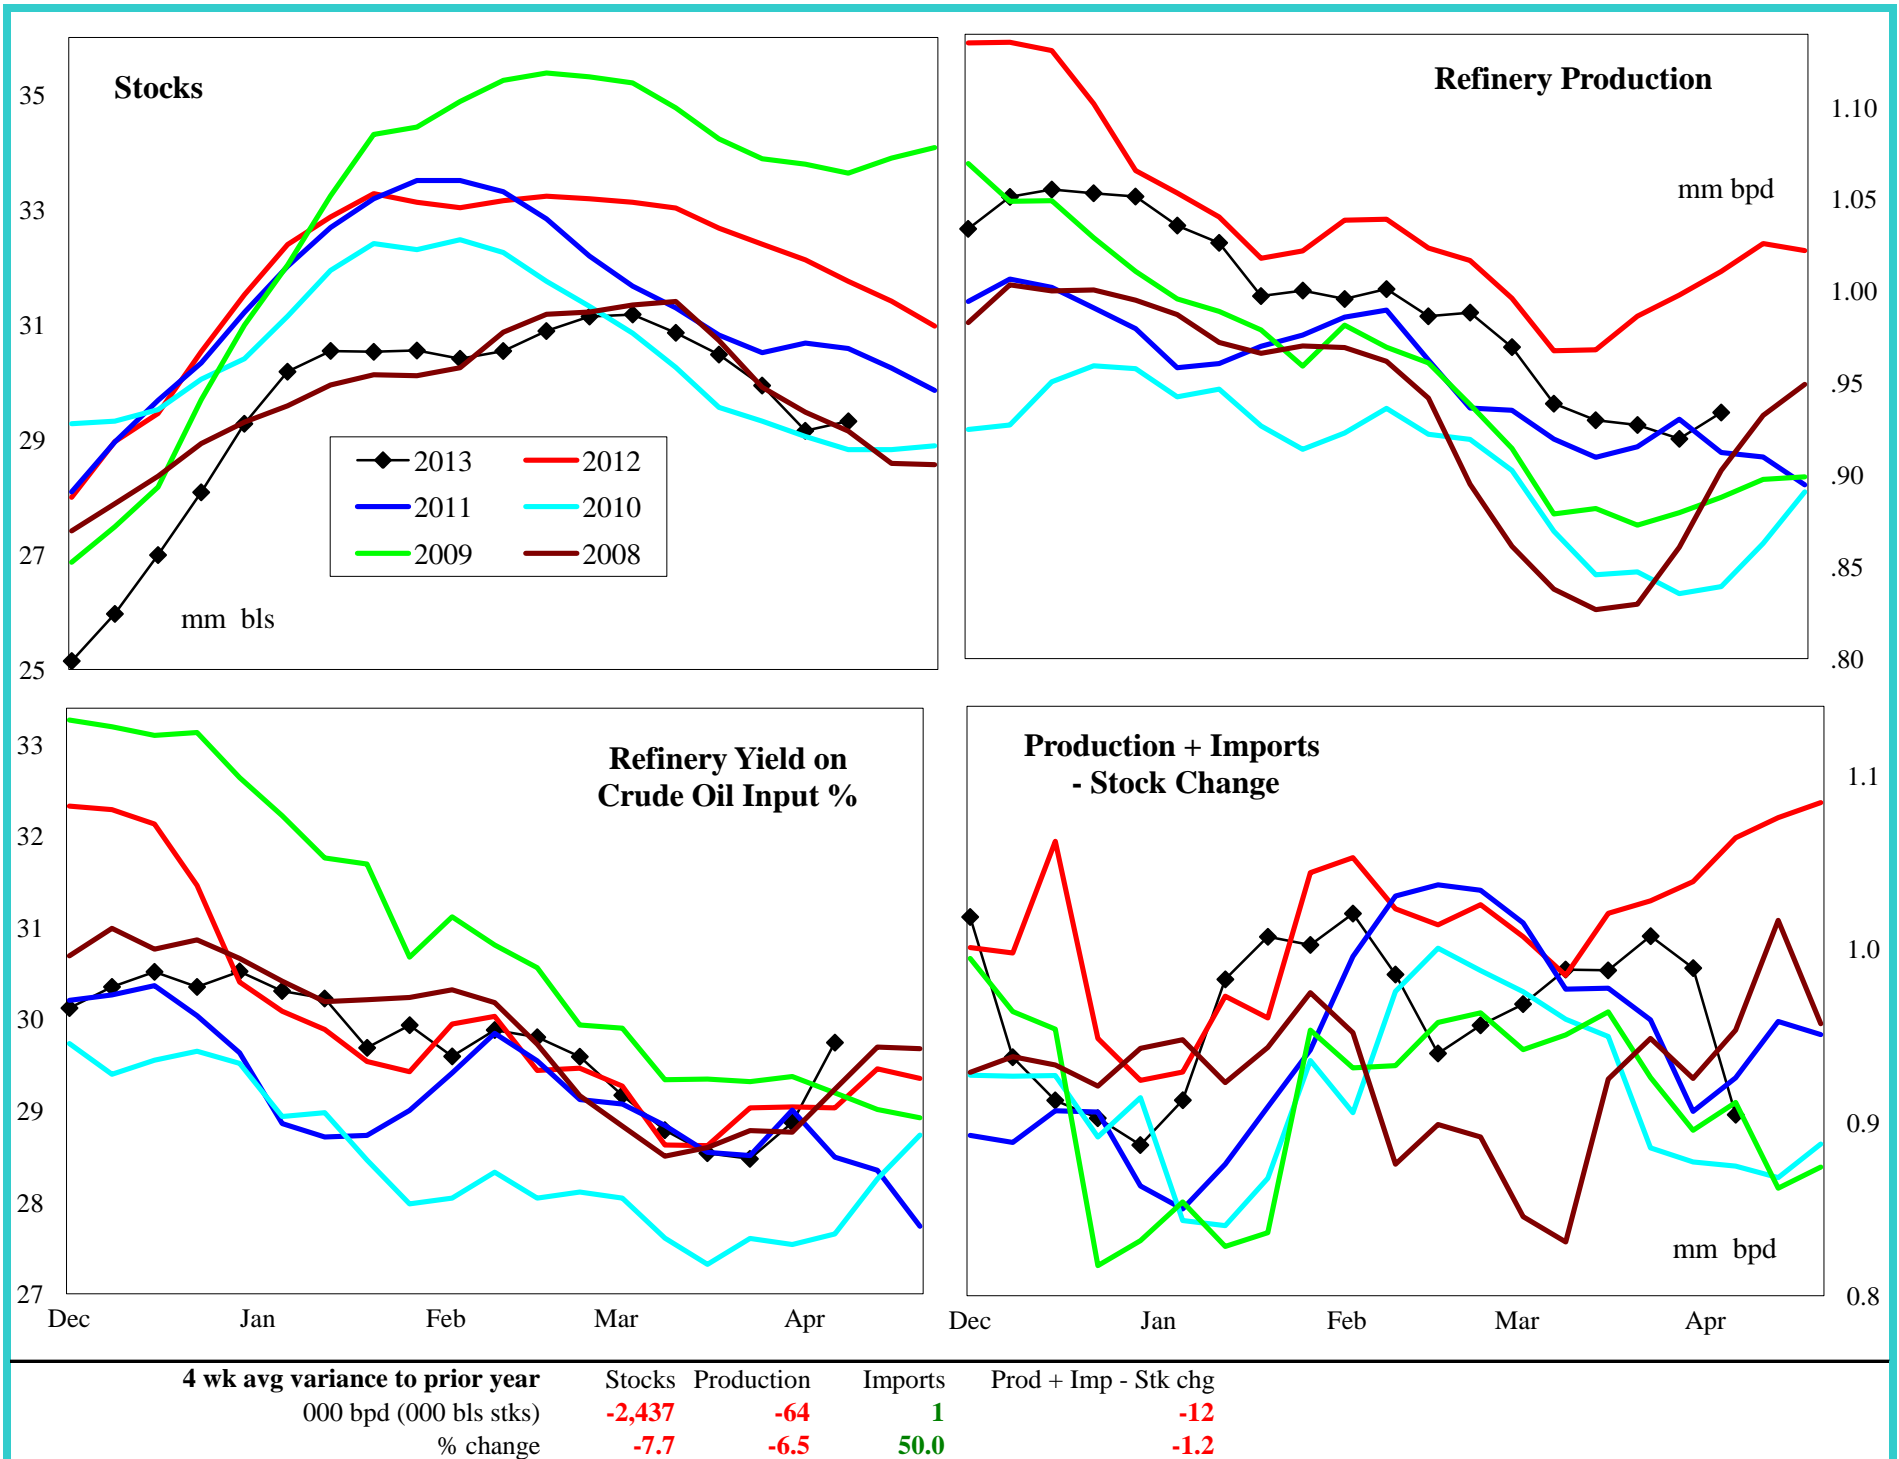 Stocks
35
33
31
29
27
25
mm bls
2013 2012
2011 2010
2009 2008
Refinery Production
mm bpd
1.10
1.05
1.00
.95
.90
.85
.80
Refinery Yield on
Crude Oil Input %
33
32
31
30
29
28
27
Dec Jan Feb Mar Apr
Production + Imports
- Stock Change
1.1
1.0
0.9
0.8
mm bpd
Dec Jan Feb Mar Apr
4 wk avg variance to prior year Stocks Production Imports Prod + Imp - Stk chg
000 bpd (000 bls stks) -2,437 -64 1 -12
% change -7.7 -6.5 50.0 -1.2